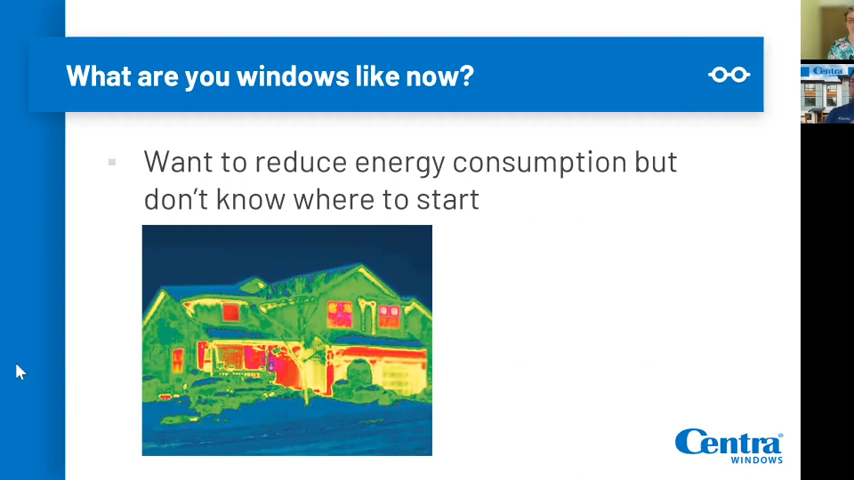 What are you windows like now?
Want to reduce energy consumption but
don't know where to start
Centra
WINDOWS
Centra